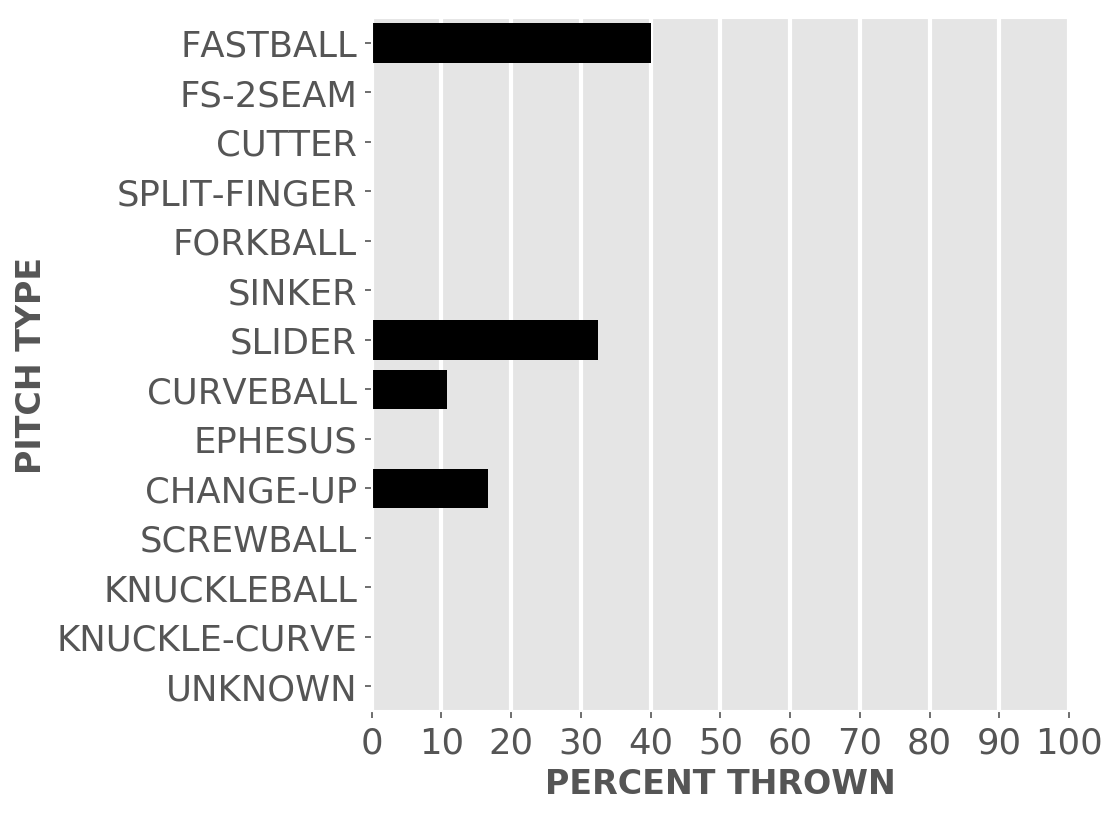 PITCH TYPE
FASTBALL
FS-2SEAM
CUTTER
SPLIT-FINGER
FORKBALL
SINKER
SLIDER
CURVEBALL
EPHESUS
CHANGE-UP
SCREWBALL
KNUCKLEBALL
KNUCKLE-CURVE
UNKNOWN
0 10 20 30 40 50 60 70 80 90 100
PERCENT THROWN